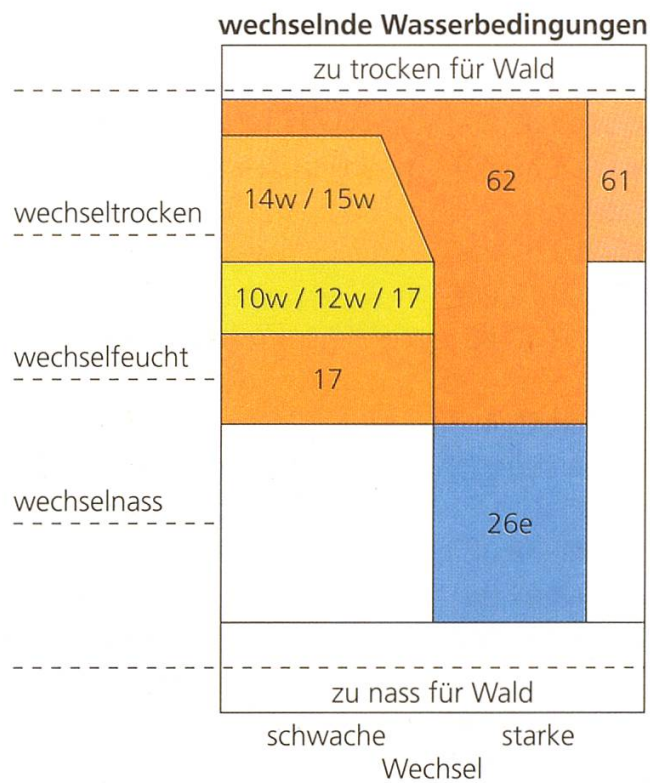 wechselnde Wasserbedingungen
zu trocken für Wald
62
61
14w / 15w
wechseltrocken
10w / 12w / 17
wechselfeucht
17
wechselnass
26e
zu nass für Wald
schwache starke
Wechsel